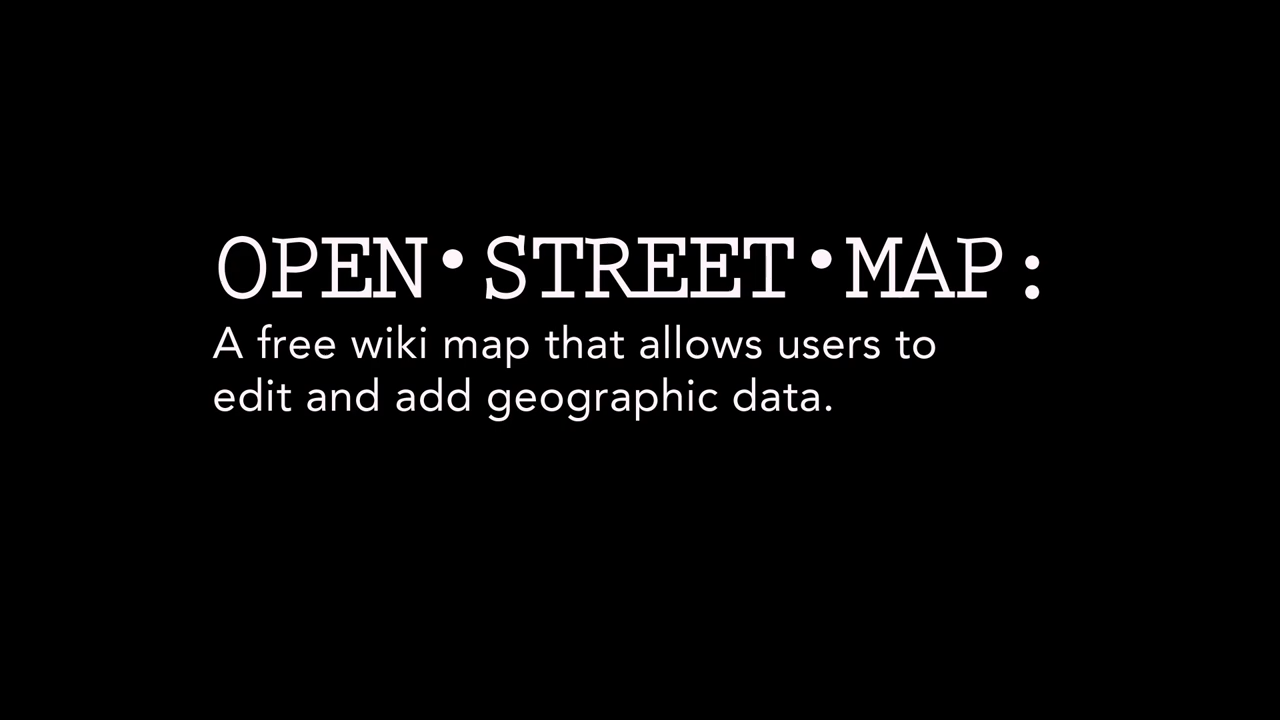 OPEN•STREET•MAP:
A free wiki map that allows users to
edit and add geographic data.